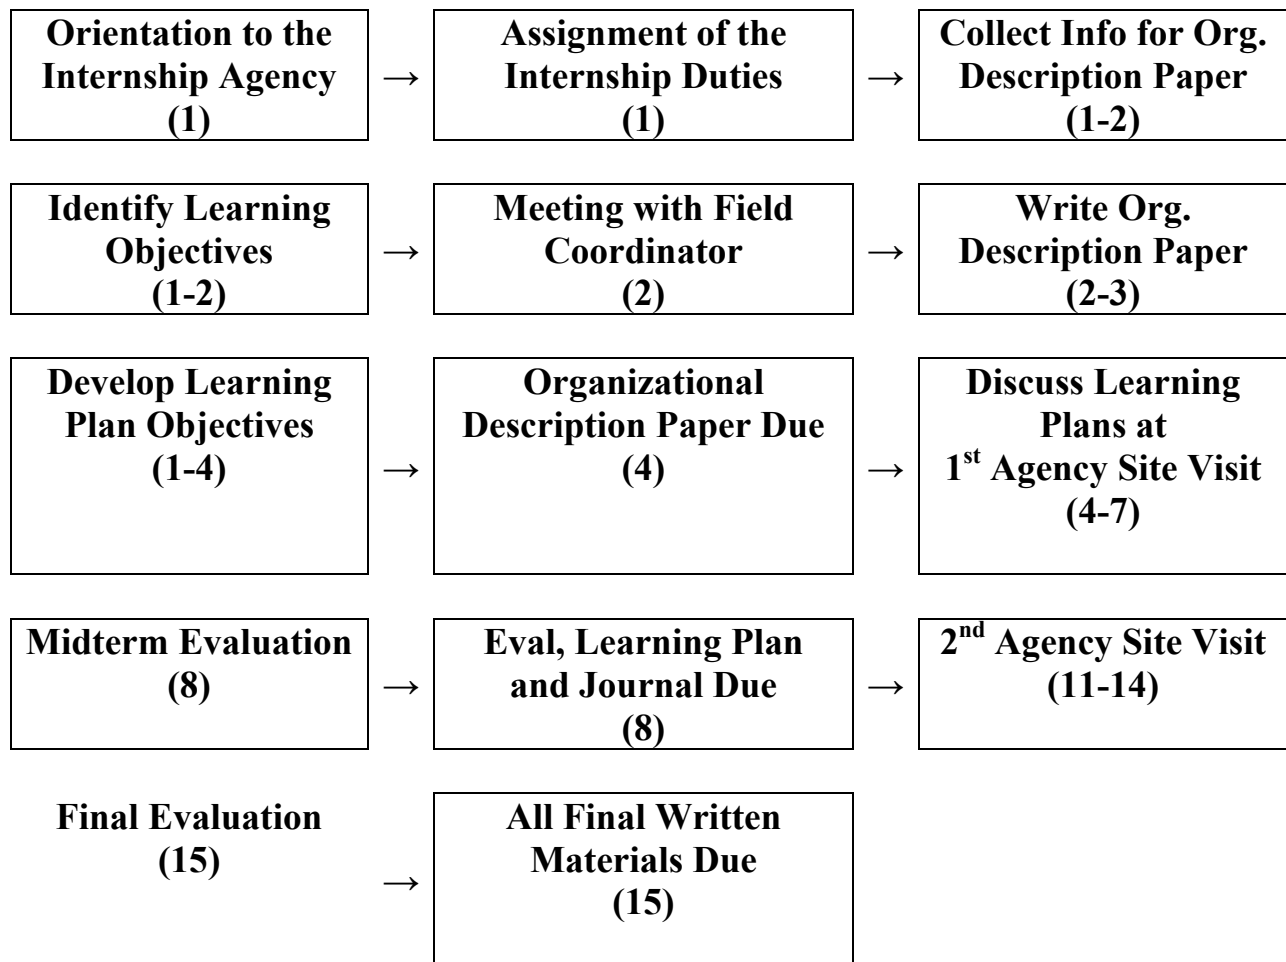 Orientation to the
Internship Agency
(1)
→
Assignment of the
Internship Duties
(1)
→
Collect Info for Org.
Description Paper
(1-2)
Identify Learning
Objectives
(1-2)
→
Meeting with Field
Coordinator
(2)
→
Write Org.
Description Paper
(2-3)
Develop Learning
Plan Objectives
(1-4)
→
Organizational
Description Paper Due
(4)
→
Discuss Learning
Plans at
1st Agency Site Visit
(4-7)
Midterm Evaluation
(8)
→
Eval, Learning Plan
and Journal Due
(8)
→
2nd Agency Site Visit
(11-14)
Final Evaluation
(15)
→
All Final Written
Materials Due
(15)